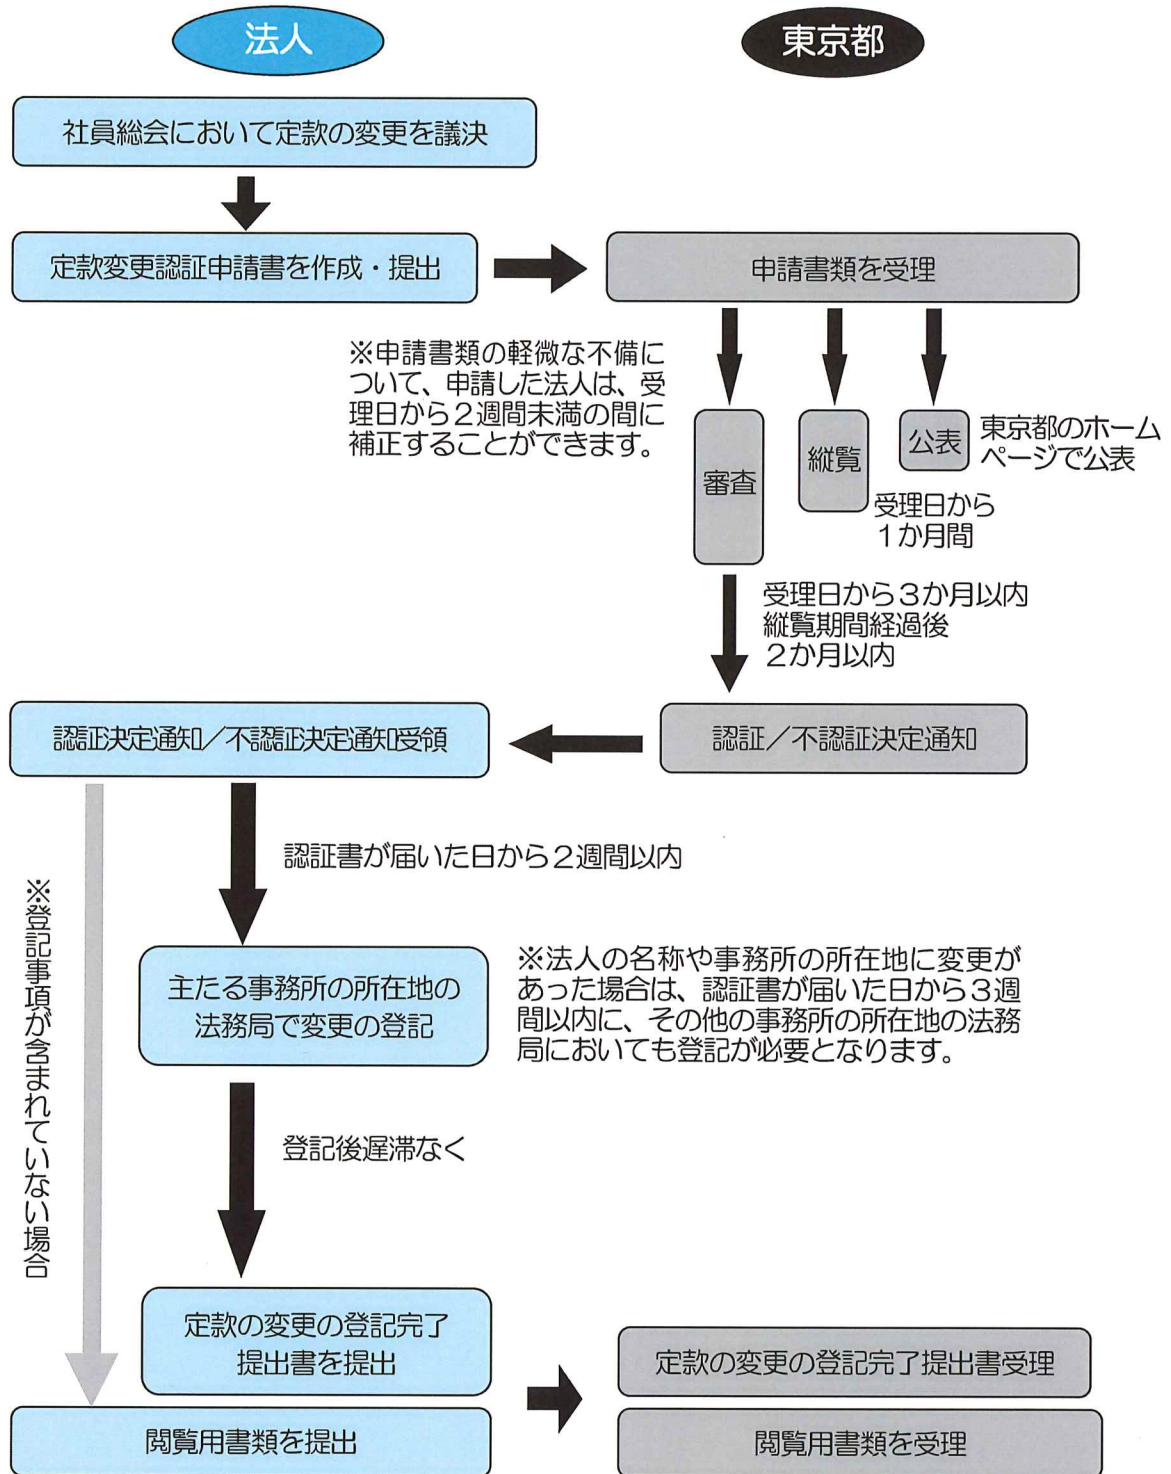 法人
東京都
社員総会において定款の変更を議決
定款変更認証申請書を作成・提出
申請書類を受理
※申請書類の軽微な不備に
ついて、申請した法人は、受
理日から２週間未満の間に
補正することができます。
審査
縦覧
公表
東京都のホーム
ページで公表
受理日から
１か月間
受理日から３か月以内
縦覧期間経過後
２か月以内
認証決定通知／不認証決定通知受領
認証／不認証決定通知
認証書が届いた日から２週間以内
※登記事項が含まれていない場合
主たる事務所の所在地の
法務局で変更の登記
※法人の名称や事務所の所在地に変更が
あった場合は、認証書が届いた日から３週
間以内に、その他の事務所の所在地の法務
局においても登記が必要となります。
登記後遅滞なく
定款の変更の登記完了
提出書を提出
定款の変更の登記完了提出書受理
閲覧用書類を提出
閲覧用書類を受理